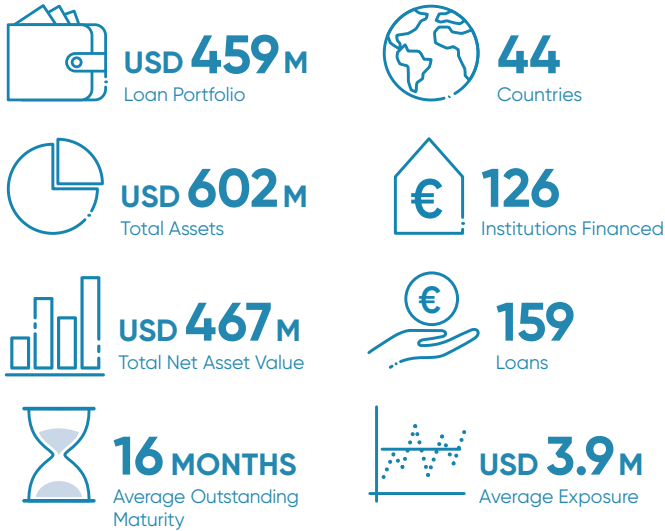 USD 459 M
Loan Portfolio
44
Countries
USD 602 M
Total Assets
€
126
Institutions Financed
USD 467 M
Total Net Asset Value
€
159
Loans
16 MONTHS
Average Outstanding
Maturity
USD 3.9 M
Average Exposure